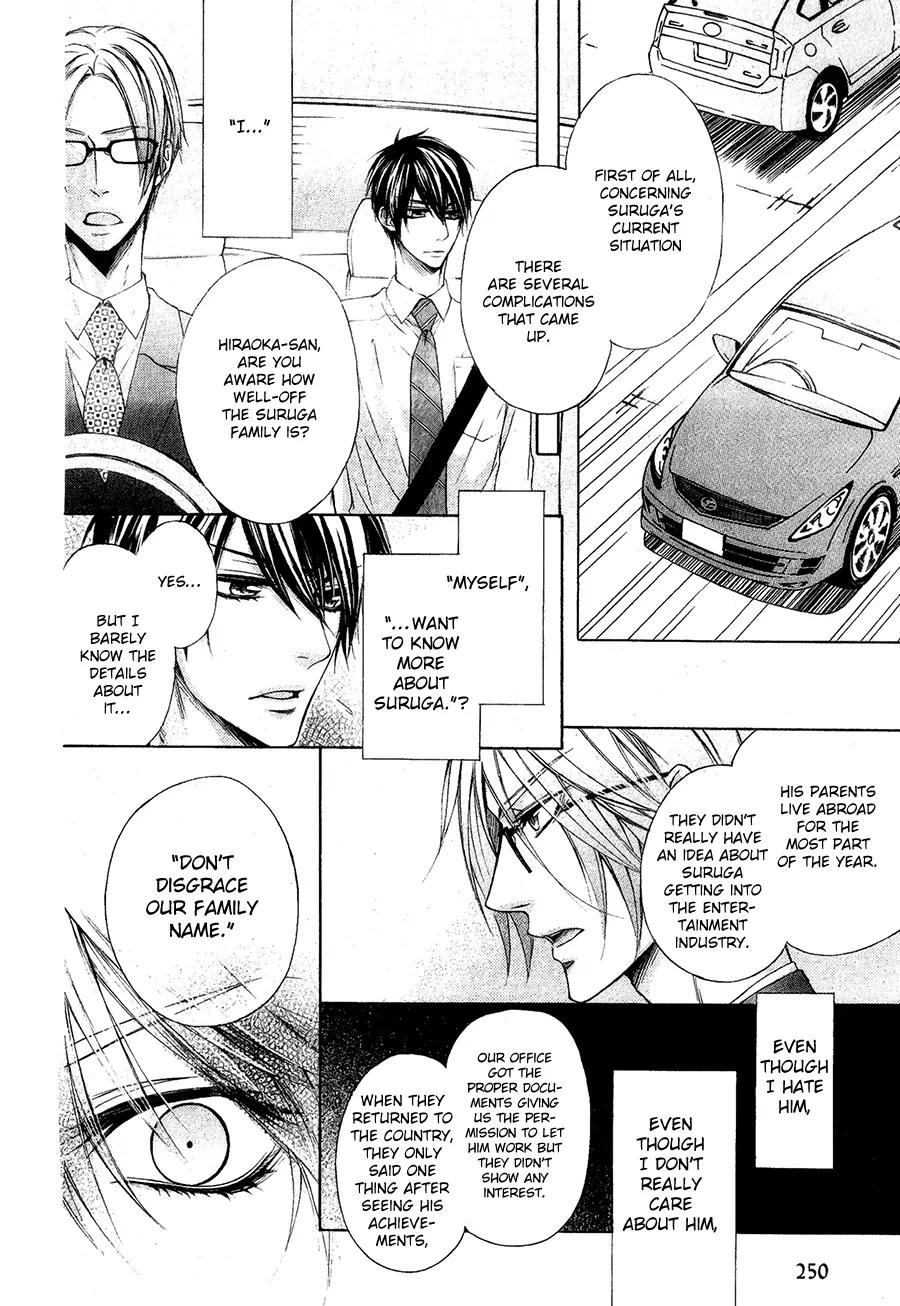 FIRST OF ALL,
CONCERNING
SURUGA'S
CURRENT
SITUATION
THERE
ARE SEVERAL
COMPLICATIONS
THAT CAME
UP.
"I..."
HIRAOKA-SAN,
ARE YOU
AWARE HOW
WELL-OFF
THE SURUGA
FAMILY IS?
"MYSELF",
"...WANT
TO KNOW
MORE
ABOUT
SURUGA."?
YES...
BUT I
BARELY
KNOW THE
DETAILS
ABOUT
IT...
HIS PARENTS
LIVE ABROAD
FOR THE
MOST PART
OF THE YEAR.
THEY DIDN'T
REALLY HAVE
AN IDEA ABOUT
SURUGA
GETTING INTO
THE ENTER-
TAINMENT
INDUSTRY.
EVEN
THOUGH
I HATE
HIM,
EVEN
THOUGH
I DON'T
REALLY
CARE
ABOUT HIM,
OUR OFFICE
GOT THE
PROPER DOCU-
MENTS GIVING
US THE PER-
MISSION TO LET
HIM WORK BUT
THEY DIDN'T
SHOW ANY
INTEREST.
WHEN THEY
RETURNED TO
THE COUNTRY,
THEY ONLY
SAID ONE
THING AFTER
SEEING HIS
ACHIEVE-
MENTS,
"DON'T
DISGRACE
OUR FAMILY
NAME."
250